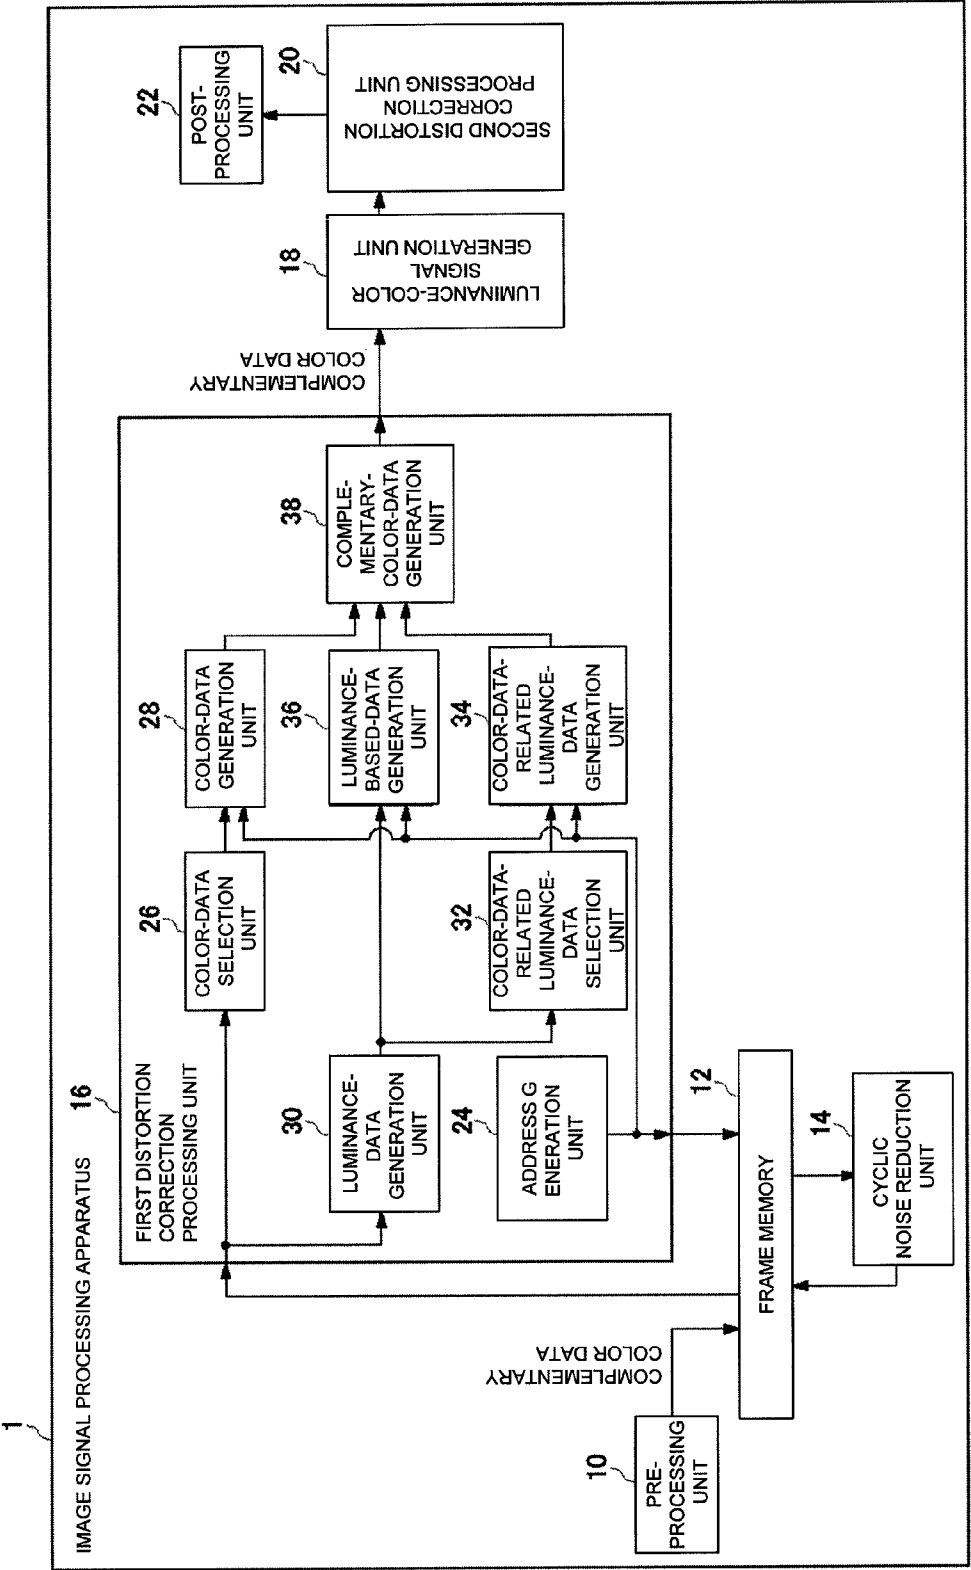 1
IMAGE SIGNAL PROCESSING APPARATUS
16
FIRST DISTORTION
CORRECTION
PROCESSING UNIT
10
PRE-
PROCESSING
UNIT
COMPLEMENTARY
COLOR DATA
12
FRAME MEMORY
14
CYCLIC
NOISE REDUCTION
UNIT
24
ADDRESS G
ENERATION
UNIT
30
LUMINANCE-
DATA
GENERATION
UNIT
26
COLOR-DATA
SELECTION
UNIT
28
COLOR-DATA
GENERATION
UNIT
32
COLOR-DATA-
RELATED
LUMINANCE-
DATA
SELECTION
UNIT
34
COLOR-DATA-
RELATED
LUMINANCE-
DATA
GENERATION
UNIT
36
LUMINANCE-
BASED-DATA
GENERATION
UNIT
38
COMPLE-
MENTARY-
COLOR-DATA
GENERATION
UNIT
COMPLEMENTARY
COLOR DATA
18
LUMINANCE-COLOR
SIGNAL
GENERATION UNIT
20
SECOND DISTORTION
CORRECTION
PROCESSING UNIT
22
POST-
PROCESSING
UNIT